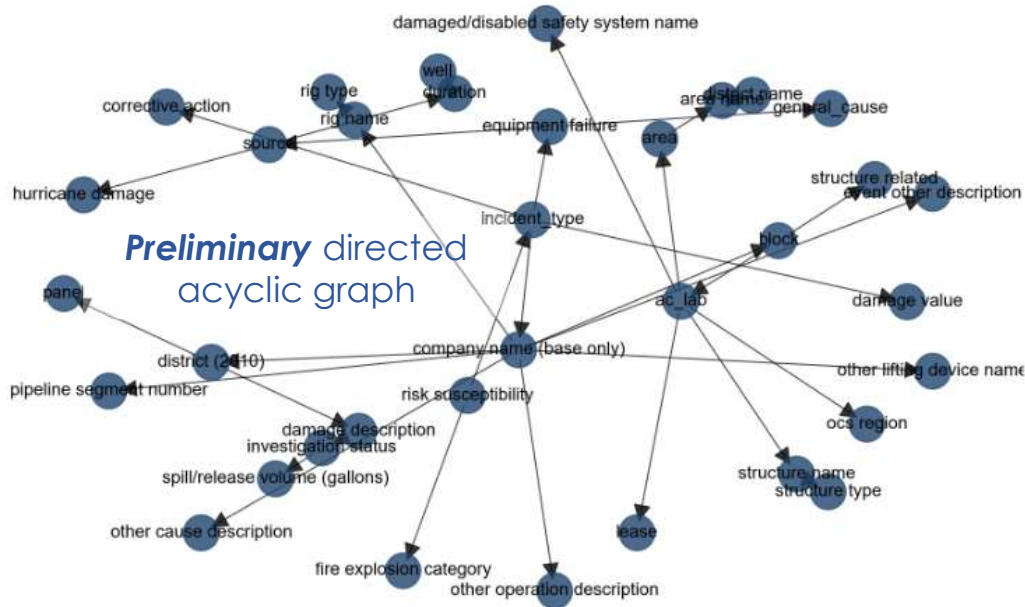 damaged/disabled safety system name
well
rig type
duration
corrective action
rig name
district name
area name
general_cause
equipment failure
source
area
hurricane damage
structure related
event other description
incident_type
block
Preliminary directed
acyclic graph
panel
ac_lab
damage value
company name (base only)
district (2010)
other lifting device name
pipeline segment number
risk susceptibility
damage description
ocs region
investigation status
spill/release volume (gallons)
structure name
structure type
other cause description
lease
fire explosion category
other operation description